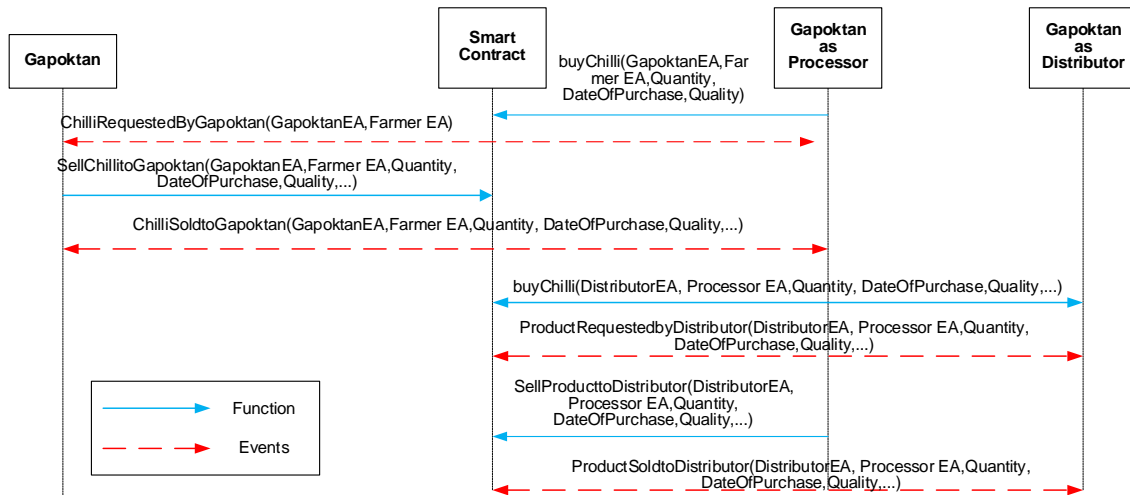 Gapoktan
Smart
Contract
Gapoktan
as
Processor
Gapoktan
as
Distributor
buyChilli(GapoktanEA,Far
mer EA,Quantity,
DateOfPurchase,Quality)
ChilliRequestedByGapoktan(GapoktanEA,Farmer EA)
SellChillitoGapoktan(GapoktanEA,Farmer EA,Quantity,
DateOfPurchase,Quality,...)
ChilliSoldtoGapoktan(GapoktanEA,Farmer EA,Quantity, DateOfPurchase,Quality,...)
buyChilli(DistributorEA, Processor EA,Quantity, DateOfPurchase,Quality,...)
ProductRequestedbyDistributor(DistributorEA, Processor EA,Quantity,
DateOfPurchase,Quality,...)
SellProducttoDistributor(DistributorEA,
Processor EA,Quantity,
DateOfPurchase,Quality,...)
ProductSoldtoDistributor(DistributorEA, Processor EA,Quantity,
DateOfPurchase,Quality,...)
Function
Events